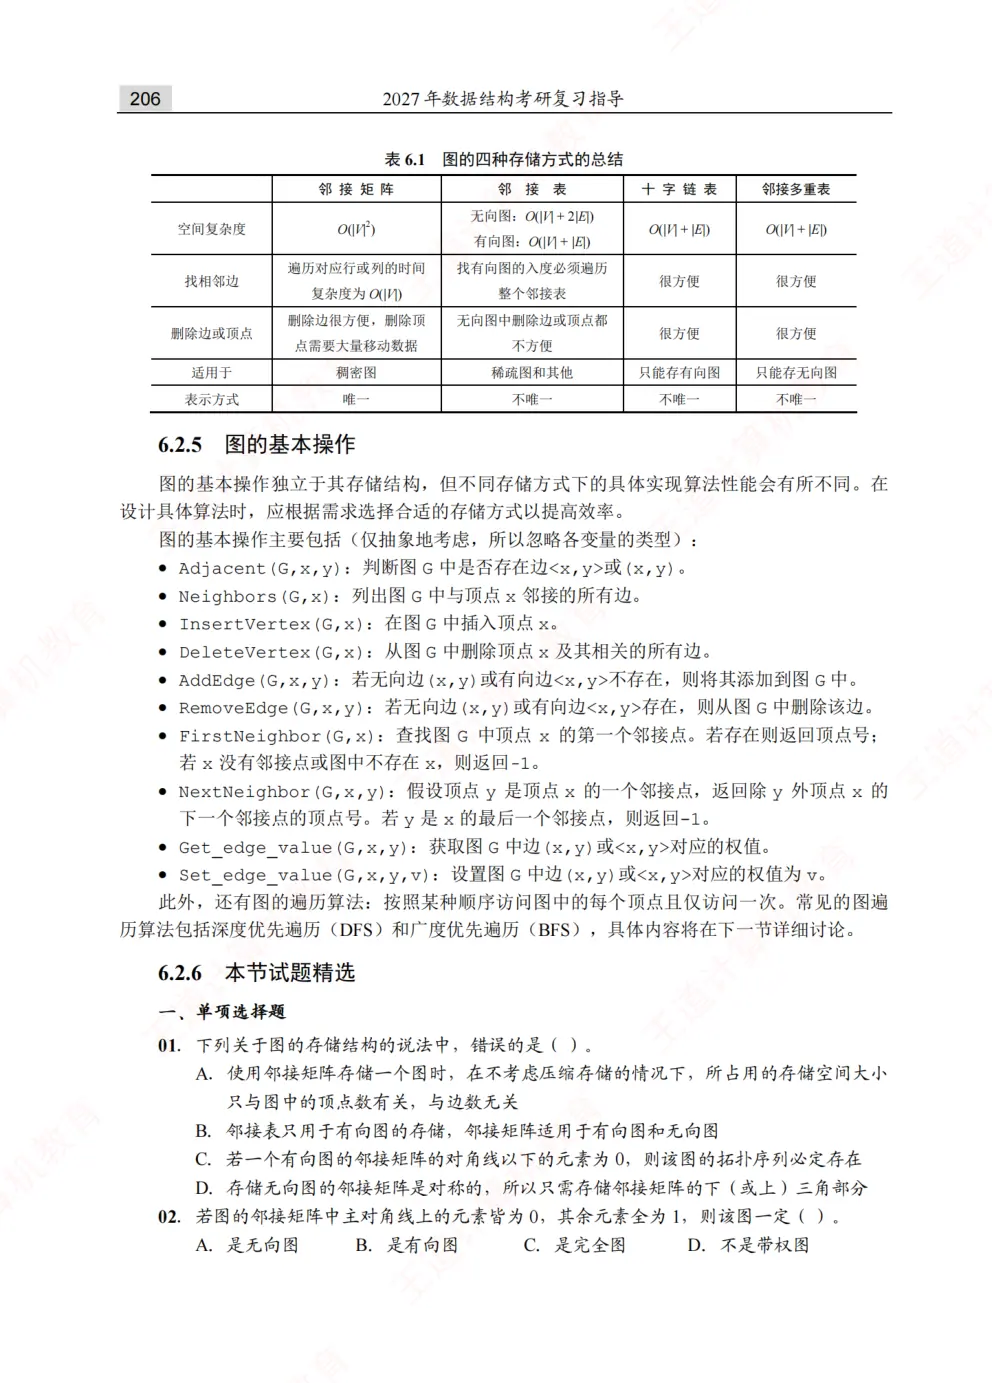 206
2027年数据结构考研复习指导
表 6.1 图的四种存储方式的总结
邻接矩阵 邻接表 十字链表 邻接多重表
空间复杂度 O(|V|²) 无向图：O(|V| + 2|E|) 有向图：O(|V| + |E|) O(|V| + |E|) O(|V| + |E|)
找相邻边 遍历对应行或列的时间复杂度为 O(|V|) 找有向图的入度必须遍历整个邻接表 很方便 很方便
删除边或顶点 删除边很方便，删除顶点需要大量移动数据 无向图中删除边或顶点都不方便 很方便 很方便
适用于 稠密图 稀疏图和其他 只能存有向图 只能存无向图
表示方式 唯一 不唯一 不唯一 不唯一
6.2.5 图的基本操作
图的基本操作独立于其存储结构，但不同存储方式下的具体实现算法性能会有所不同。在
设计具体算法时，应根据需求选择合适的存储方式以提高效率。
图的基本操作主要包括（仅抽象地考虑，所以忽略各变量的类型）：
● Adjacent(G,x,y)：判断图 G 中是否存在边<x,y>或(x,y)。
● Neighbors(G,x)：列出图 G 中与顶点 x 邻接的所有边。
● InsertVertex(G,x)：在图 G 中插入顶点 x。
● DeleteVertex(G,x)：从图 G 中删除顶点 x 及其相关的所有边。
● AddEdge(G,x,y)：若无向边(x,y)或有向边<x,y>不存在，则将其添加到图 G 中。
● RemoveEdge(G,x,y)：若无向边(x,y)或有向边<x,y>存在，则从图 G 中删除该边。
● FirstNeighbor(G,x)：查找图 G 中顶点 x 的第一个邻接点。若存在则返回顶点号；
若 x 没有邻接点或图中不存在 x，则返回-1。
● NextNeighbor(G,x,y)：假设顶点 y 是顶点 x 的一个邻接点，返回除 y 外顶点 x 的
下一个邻接点的顶点号。若 y 是 x 的最后一个邻接点，则返回-1。
● Get_edge_value(G,x,y)：获取图 G 中边(x,y)或<x,y>对应的权值。
● Set_edge_value(G,x,y,v)：设置图 G 中边(x,y)或<x,y>对应的权值为 v。
此外，还有图的遍历算法：按照某种顺序访问图中的每个顶点且仅访问一次。常见的图遍
历算法包括深度优先遍历（DFS）和广度优先遍历（BFS），具体内容将在下一节详细讨论。
6.2.6 本节试题精选
一、单项选择题
01. 下列关于图的存储结构的说法中，错误的是（ ）。
A. 使用邻接矩阵存储一个图时，在不考虑压缩存储的情况下，所占用的存储空间大小
只与图中的顶点数有关，与边数无关
B. 邻接表只用于有向图的存储，邻接矩阵适用于有向图和无向图
C. 若一个有向图的邻接矩阵的对角线以下的元素为 0，则该图的拓扑序列必定存在
D. 存储无向图的邻接矩阵是对称的，所以只需存储邻接矩阵的下（或上）三角部分
02. 若图的邻接矩阵中主对角线上的元素皆为 0，其余元素全为 1，则该图一定（ ）。
A. 是无向图 B. 是有向图 C. 是完全图 D. 不是带权图